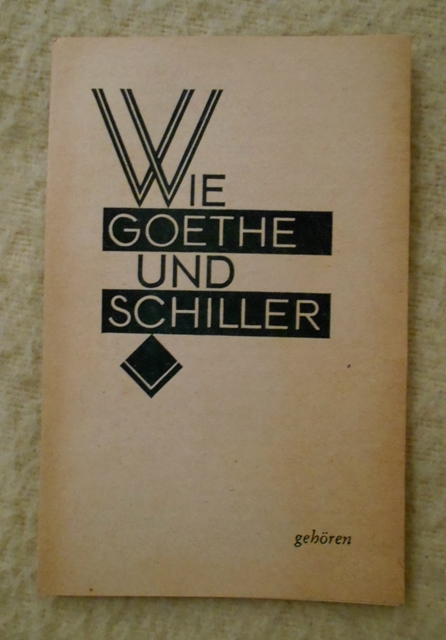 WIE
GOETHE
UND
SCHILLER
gehören